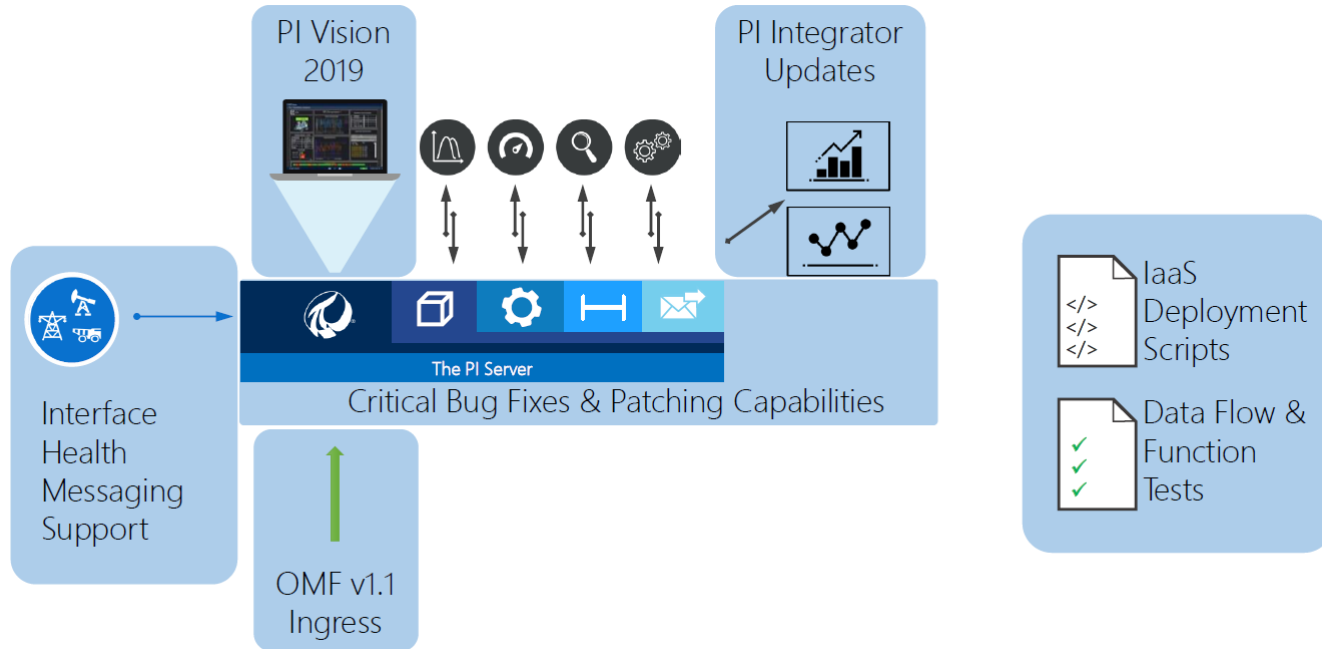 PI Vision
2019
PI Integrator
Updates
Interface
Health
Messaging
Support
The PI Server
Critical Bug Fixes & Patching Capabilities
OMF v1.1
Ingress
</>
</>
</>
IaaS
Deployment
Scripts
Data Flow &
Function
Tests